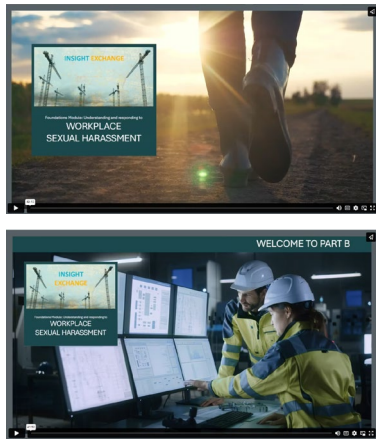 INSIGHT EXCHANGE
Foundations Module: Understanding and responding to
WORKPLACE
SEXUAL HARASSMENT
WELCOME TO PART B
INSIGHT
EXCHANGE
Foundations Module: Understanding and responding to
WORKPLACE
SEXUAL HARASSMENT